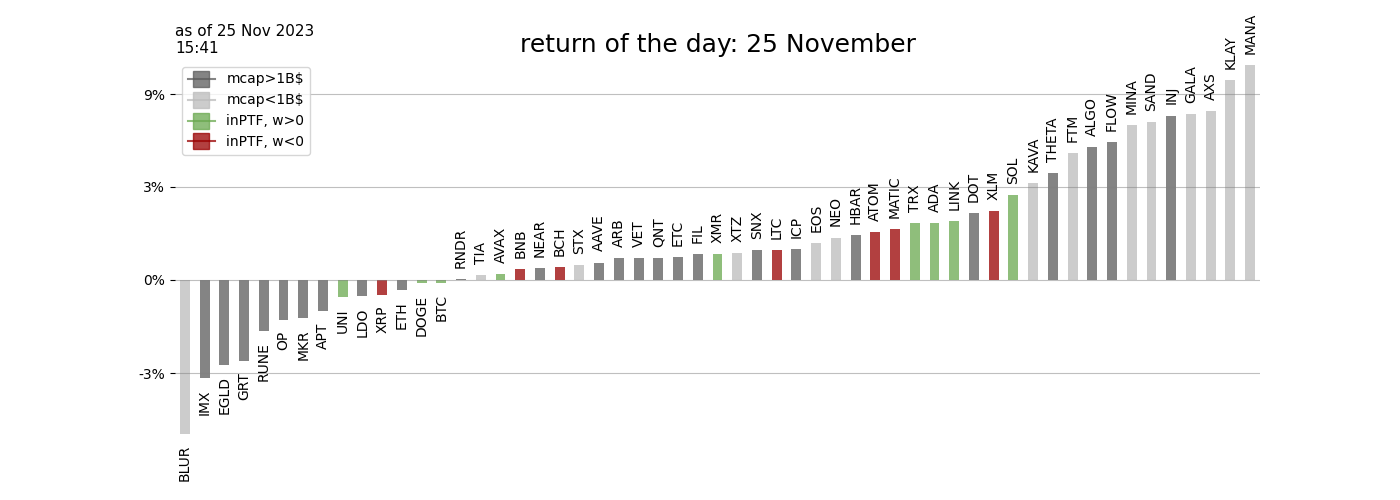 as of 25 Nov 2023
15:41
return of the day: 25 November
mcap>1B$
mcap<1B$
inPTF, w>0
inPTF, w<0
9%
3%
0%
-3%
BLUR
IMX
EGLD
GRT
RUNE
OP
MKR
APT
UNI
LDO
XRP
ETH
DOGE
BTC
RNDR
TIA
AVAX
BNB
NEAR
BCH
STX
AAVE
ARB
VET
QNT
ETC
FIL
XMR
XTZ
SNX
LTC
ICP
EOS
NEO
HBAR
ATOM
MATIC
TRX
ADA
LINK
DOT
XLM
SOL
KAVA
THETA
FTM
ALGO
FLOW
MINA
SAND
INJ
GALA
AXS
KLAY
MANA